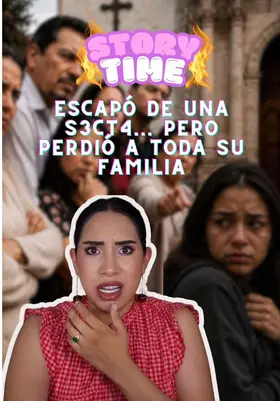 STORY
TIME
ESCAPÓ DE UNA
S3CT4... PERO
PERDIÓ A TODA SU
FAMILIA